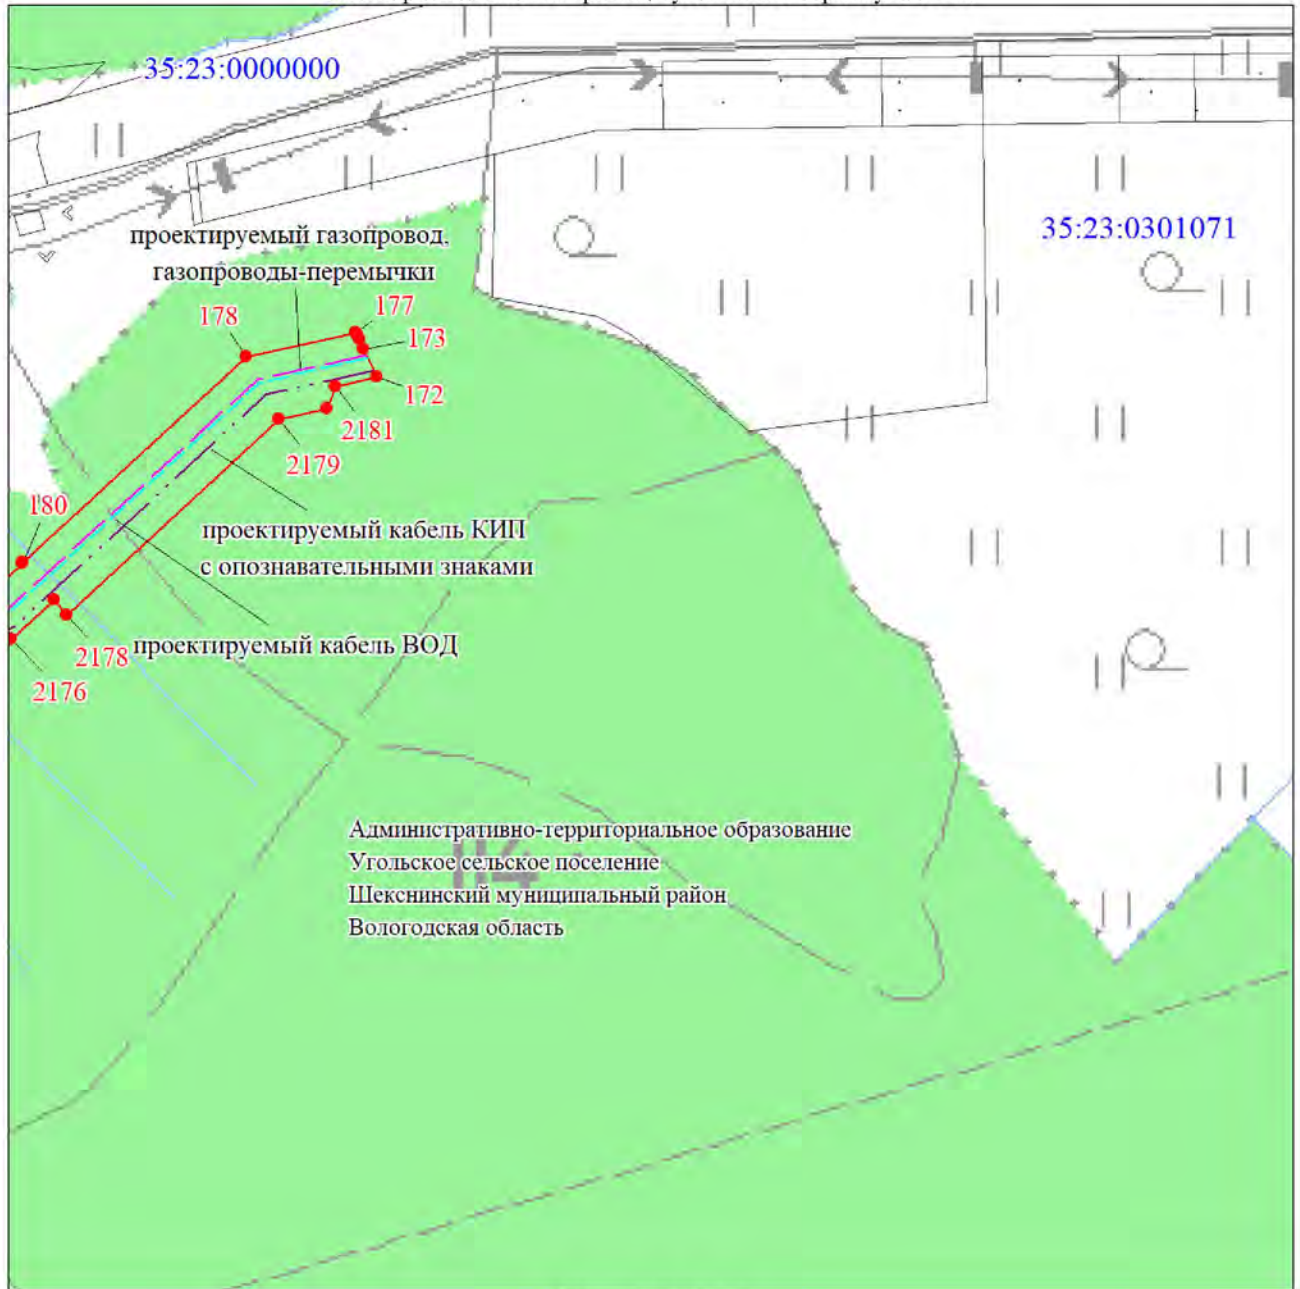 35:23:0000000
35:23:0301071
проектируемый газопровод,
газопроводы-перемычки
178
177
173
172
2181
2179
180
проектируемый кабель КИП
с опознавательными знаками
проектируемый кабель ВОД
2178
2176
Административно-территориальное образование
Угольское сельское поселение
Шекснинский муниципальный район
Вологодская область